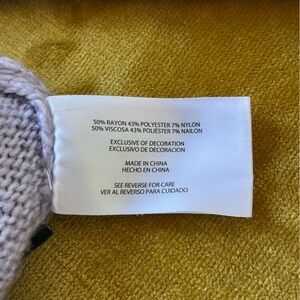 50% RAYON 43% POLYESTER 7% NYLON
50% VISCOSA 43% POLIÉSTER 7% NAILON
EXCLUSIVE OF DECORATION
EXCLUSIVO DE DECORACION
MADE IN CHINA
HECHO EN CHINA
SEE REVERSE FOR CARE
VER AL REVERSO PARA CUIDADO